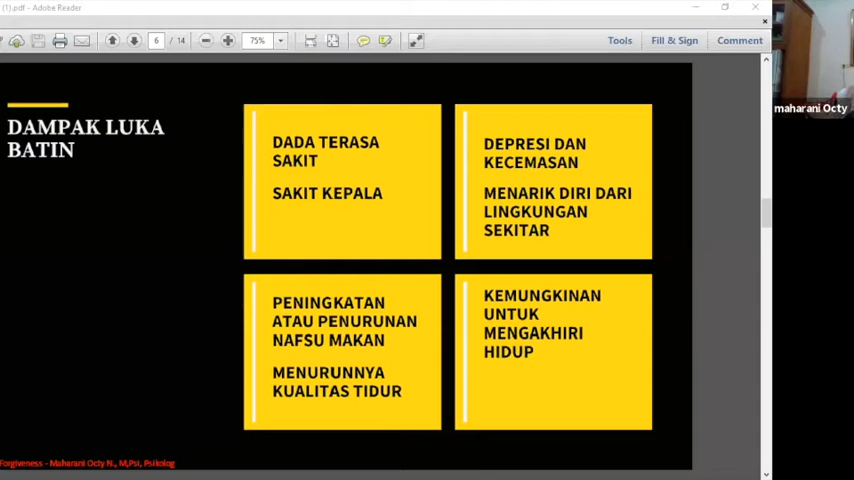 (1).pdf - Adobe Reader
6 / 14
75%
Tools
Fill & Sign
Comment
maharani Octy
DAMPAK LUKA
BATIN
DADA TERASA
SAKIT
SAKIT KEPALA
DEPRESI DAN
KECEMASAN
MENARIK DIRI DARI
LINGKUNGAN
SEKITAR
PENINGKATAN
ATAU PENURUNAN
NAFSU MAKAN
MENURUNNYA
KUALITAS TIDUR
KEMUNGKINAN
UNTUK
MENGAKHIRI
HIDUP
Forgiveness - Maharani Octy N., M,Psi, Psikolog